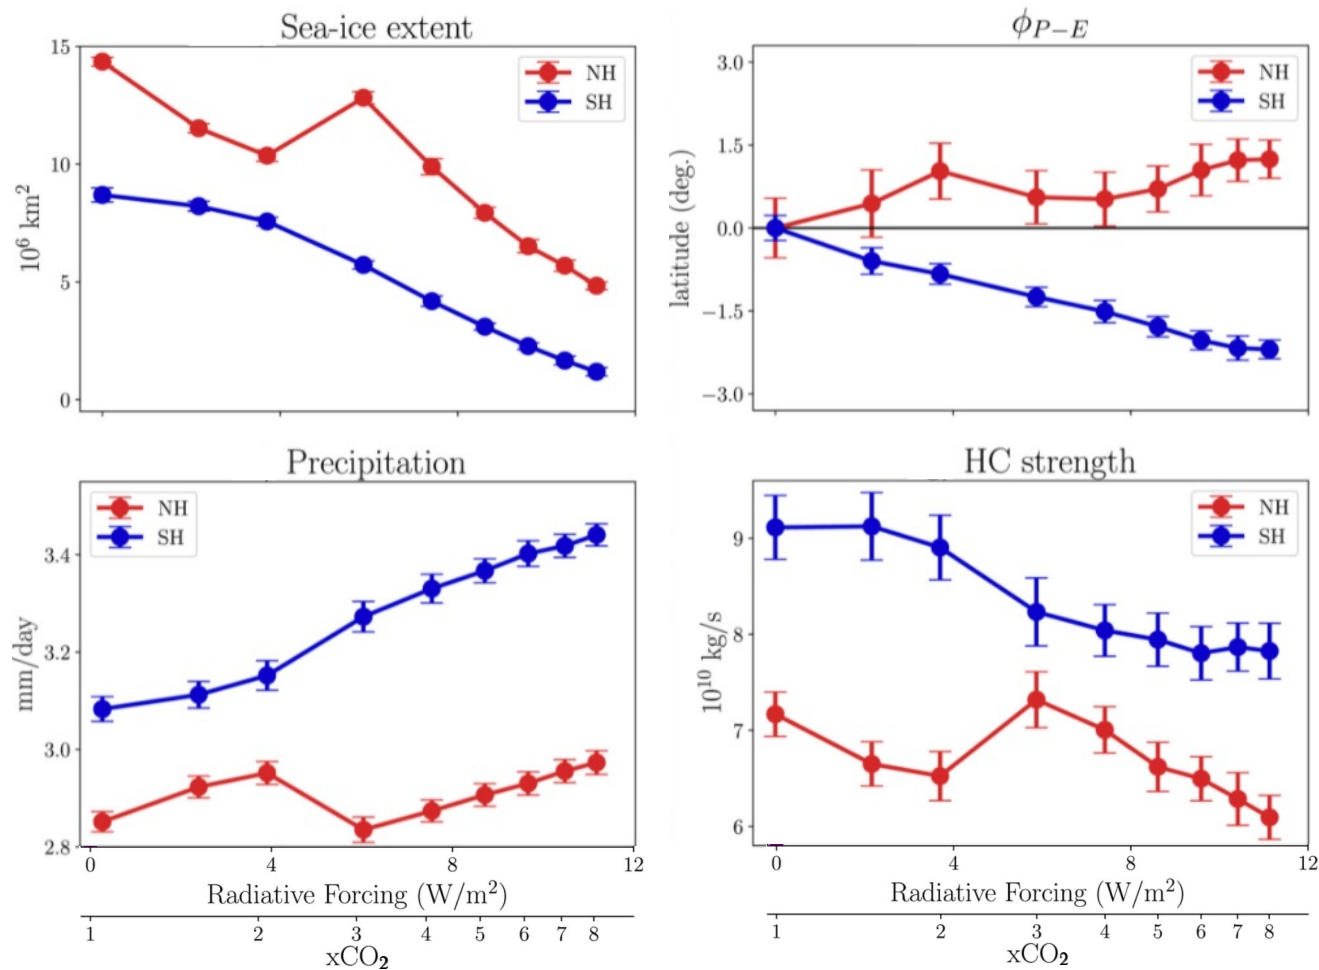 Sea-ice extent
15
10
5
0
10⁶ km²
NH
SH
ϕP−E
3.0
1.5
0.0
−1.5
−3.0
latitude (deg.)
NH
SH
Precipitation
3.4
3.2
3.0
2.8
mm/day
NH
SH
0 4 8 12
Radiative Forcing (W/m²)
1 2 3 4 5 6 7 8
xCO₂
HC strength
9
8
7
6
10¹⁰ kg/s
NH
SH
0 4 8 12
Radiative Forcing (W/m²)
1 2 3 4 5 6 7 8
xCO₂